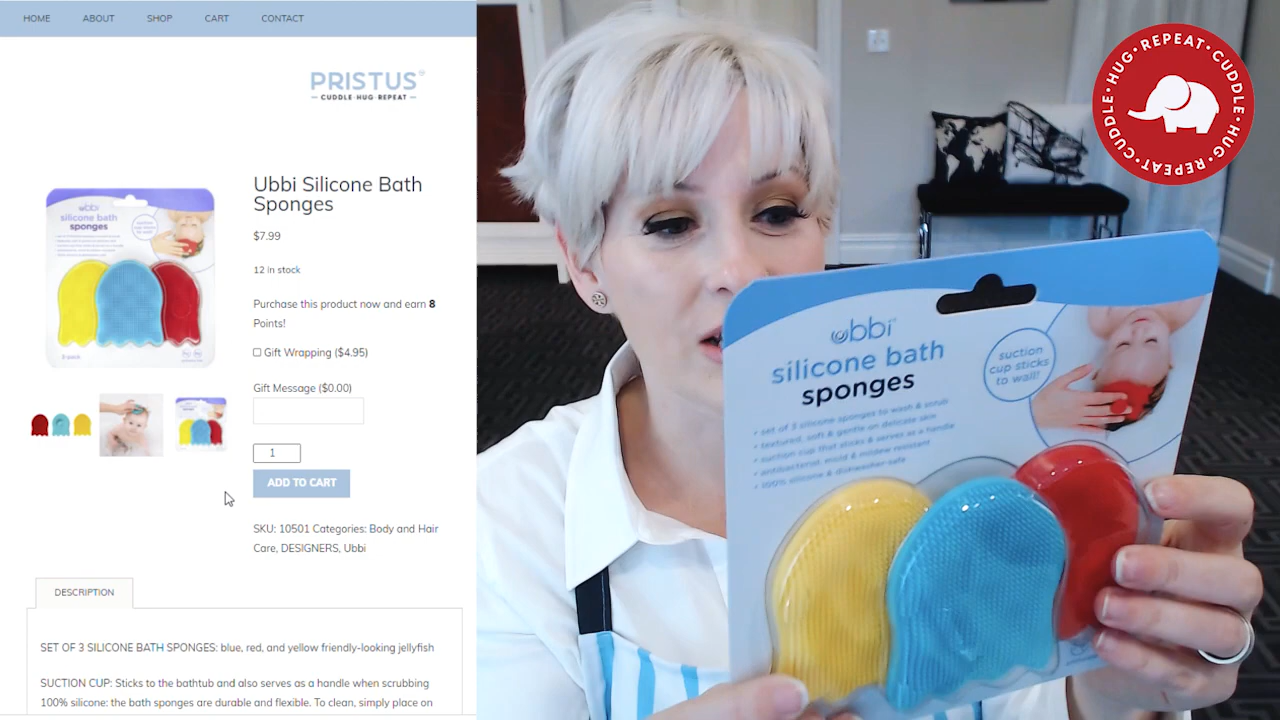 HOME ABOUT SHOP CART CONTACT
PRISTUS
CUDDLE·HUG·REPEAT
Ubbi Silicone Bath
Sponges
$7.99
12 in stock
Purchase this product now and earn 8
Points!
Gift Wrapping ($4.95)
Gift Message ($0.00)
1
ADD TO CART
SKU: 10501 Categories: Body and Hair
Care, DESIGNERS, Ubbi
DESCRIPTION
SET OF 3 SILICONE BATH SPONGES: blue, red, and yellow friendly-looking jellyfish
SUCTION CUP: Sticks to the bathtub and also serves as a handle when scrubbing
100% silicone: the bath sponges are durable and flexible. To clean, simply place on
ubbi
silicone bath
sponges
3 pack
ubbi
silicone bath
sponges
suction
cup sticks
to wall!
set of 3 silicone sponges to wash & scrub
textured, soft & gentle on delicate skin
suction cup that sticks & serves as a handle
antibacterial, mold & mildew resistant
100% silicone & dishwasher-safe
CUDDLE·HUG·REPEAT·CUDDLE·HUG·REPEAT·